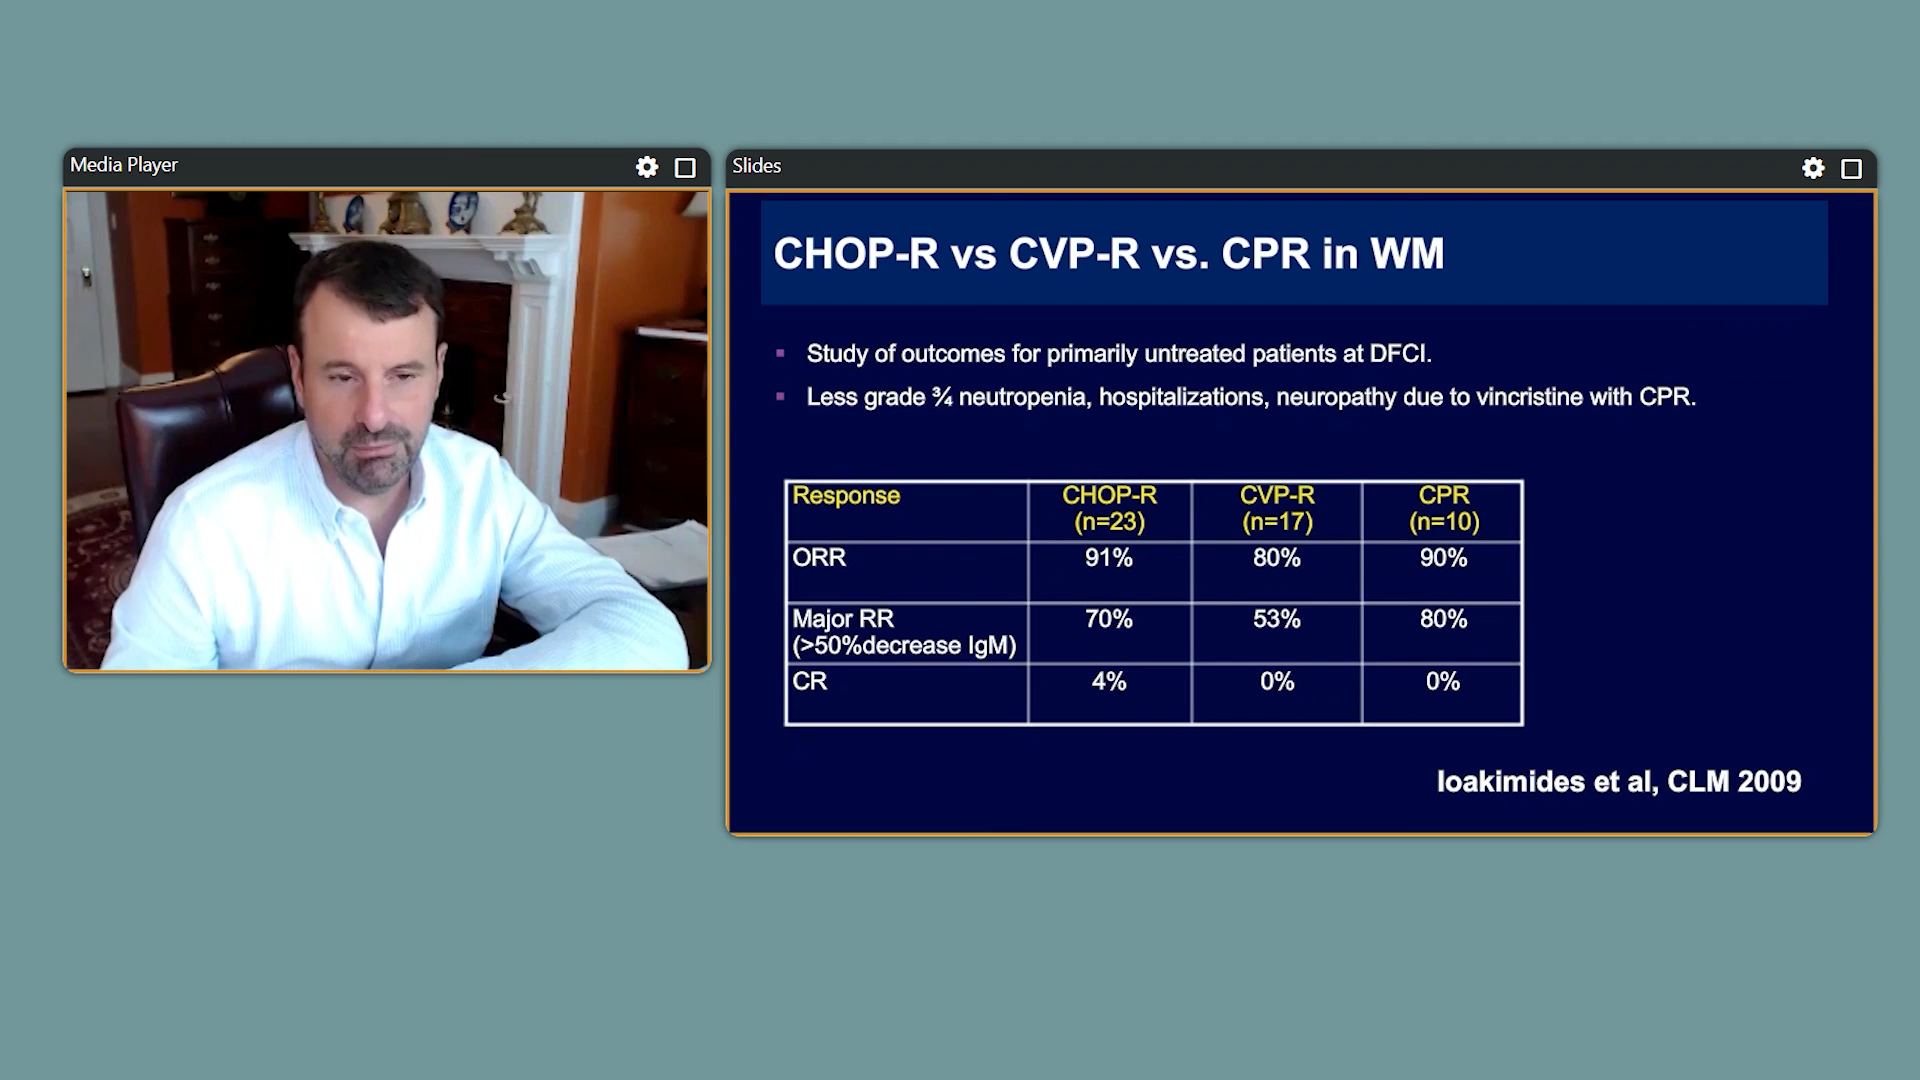 Media Player
Slides
CHOP-R vs CVP-R vs. CPR in WM
Study of outcomes for primarily untreated patients at DFCI.
Less grade ¾ neutropenia, hospitalizations, neuropathy due to vincristine with CPR.
Response CHOP-R CVP-R CPR
(n=23) (n=17) (n=10)
ORR 91% 80% 90%
Major RR 70% 53% 80%
(>50%decrease IgM)
CR 4% 0% 0%
Ioakimides et al, CLM 2009